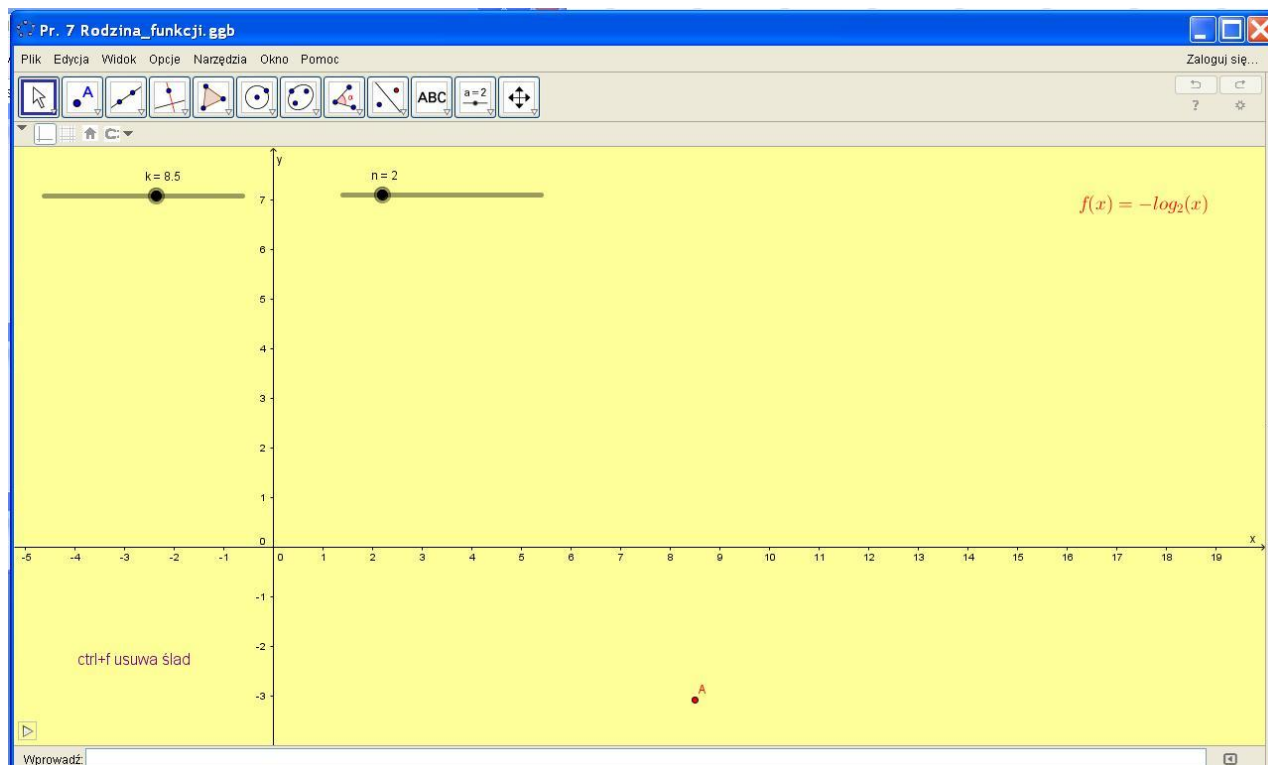 Pr. 7 Rodzina_funkcji.ggb
Plik Edycja Widok Opcje Narzędzia Okno Pomoc Zaloguj się...
A ABC a=2
?
k = 8.5 n = 2
y
f(x) = −log₂(x)
7
6
5
4
3
2
1
0
-5 -4 -3 -2 -1 0 1 2 3 4 5 6 7 8 9 10 11 12 13 14 15 16 17 18 19 x
-1
-2
ctrl+f usuwa ślad
-3
A
Wprowadź: